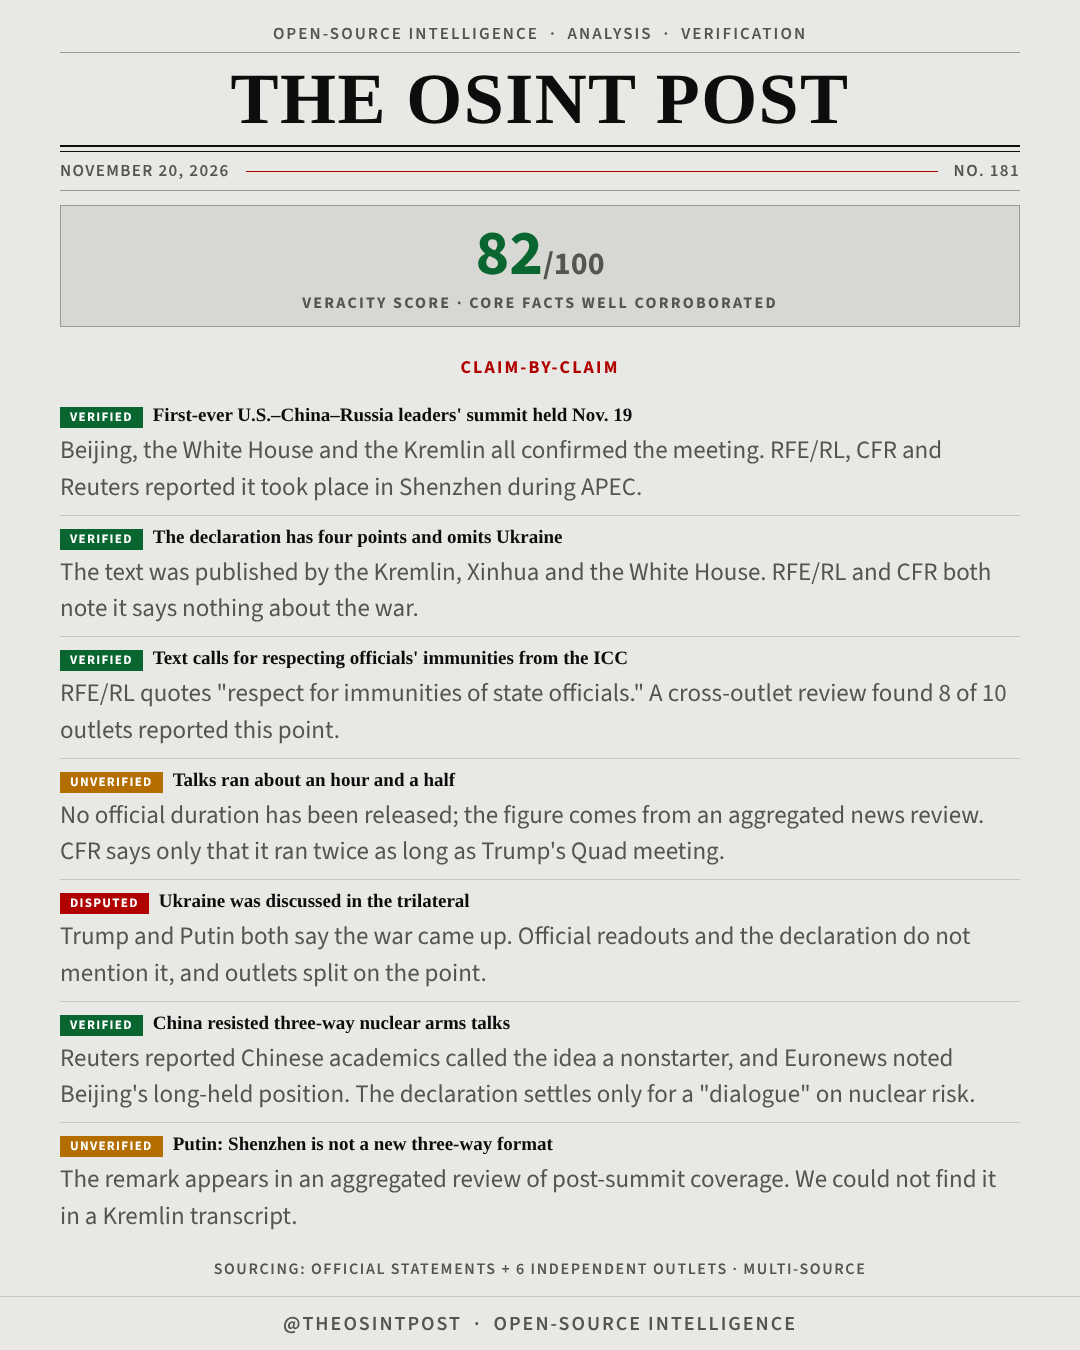 OPEN-SOURCE INTELLIGENCE · ANALYSIS · VERIFICATION
THE OSINT POST
NOVEMBER 20, 2026 NO. 181
82/100
VERACITY SCORE · CORE FACTS WELL CORROBORATED
CLAIM-BY-CLAIM
VERIFIED First-ever U.S.–China–Russia leaders' summit held Nov. 19
Beijing, the White House and the Kremlin all confirmed the meeting. RFE/RL, CFR and
Reuters reported it took place in Shenzhen during APEC.
VERIFIED The declaration has four points and omits Ukraine
The text was published by the Kremlin, Xinhua and the White House. RFE/RL and CFR both
note it says nothing about the war.
VERIFIED Text calls for respecting officials' immunities from the ICC
RFE/RL quotes "respect for immunities of state officials." A cross-outlet review found 8 of 10
outlets reported this point.
UNVERIFIED Talks ran about an hour and a half
No official duration has been released; the figure comes from an aggregated news review.
CFR says only that it ran twice as long as Trump's Quad meeting.
DISPUTED Ukraine was discussed in the trilateral
Trump and Putin both say the war came up. Official readouts and the declaration do not
mention it, and outlets split on the point.
VERIFIED China resisted three-way nuclear arms talks
Reuters reported Chinese academics called the idea a nonstarter, and Euronews noted
Beijing's long-held position. The declaration settles only for a "dialogue" on nuclear risk.
UNVERIFIED Putin: Shenzhen is not a new three-way format
The remark appears in an aggregated review of post-summit coverage. We could not find it
in a Kremlin transcript.
SOURCING: OFFICIAL STATEMENTS + 6 INDEPENDENT OUTLETS · MULTI-SOURCE
@THEOSINTPOST · OPEN-SOURCE INTELLIGENCE